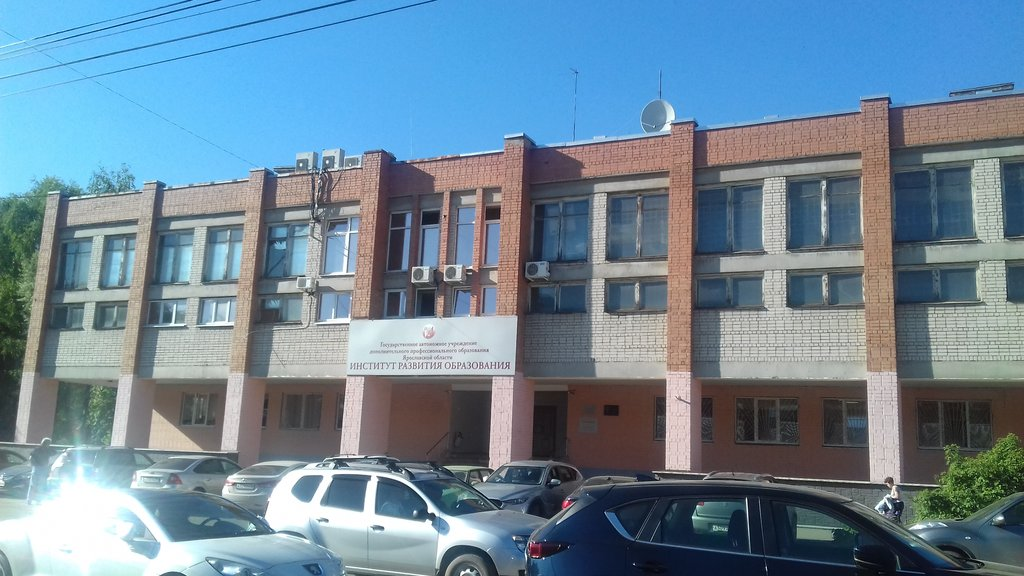 Государственное автономное учреждение
дополнительного профессионального образования
Ярославской области
ИНСТИТУТ РАЗВИТИЯ ОБРАЗОВАНИЯ